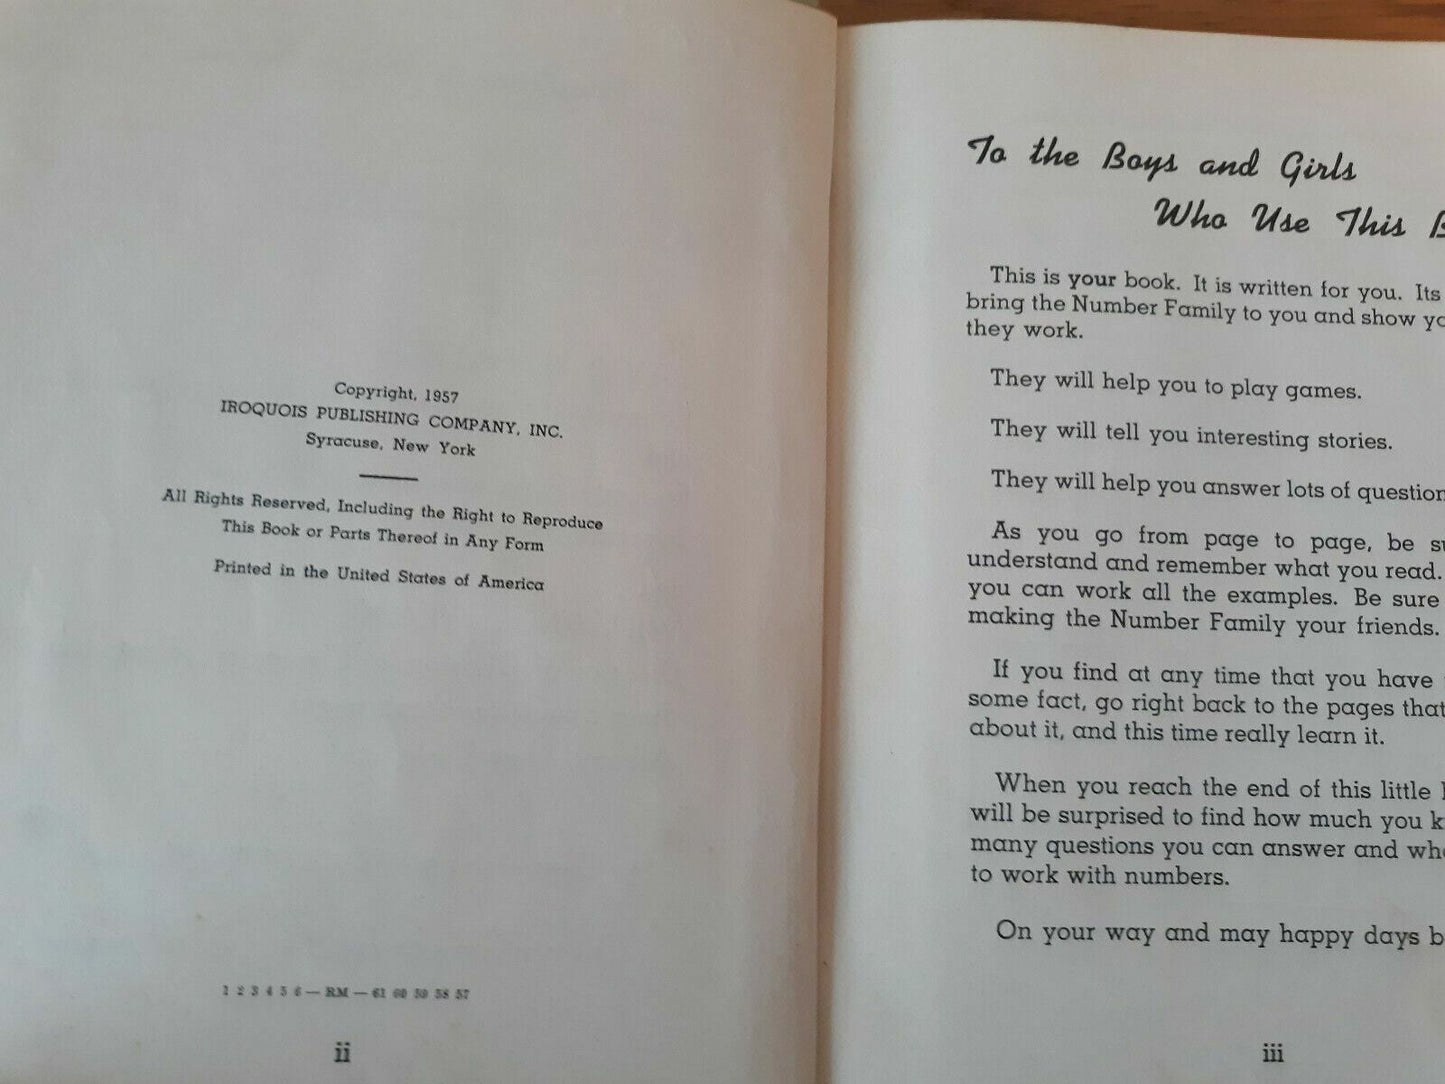 Copyright, 1957
IROQUOIS PUBLISHING COMPANY, INC.
Syracuse, New York
All Rights Reserved, Including the Right to Reproduce
This Book or Parts Thereof in Any Form
Printed in the United States of America
1 2 3 4 5 6 — RM — 61 60 59 58 57
ii
To the Boys and Girls
Who Use This
This is your book. It is written for you. Its
bring the Number Family to you and show
they work.
They will help you to play games.
They will tell you interesting stories.
They will help you answer lots of
As you go from page to page, be
understand and remember what you read.
you can work all the examples. Be sure
making the Number Family your friends.
If you find at any time that you have
some fact, go right back to the pages that
about it, and this time really learn it.
When you reach the end of this little
will be surprised to find how much you
many questions you can answer and
to work with numbers.
On your way and may happy days
iii